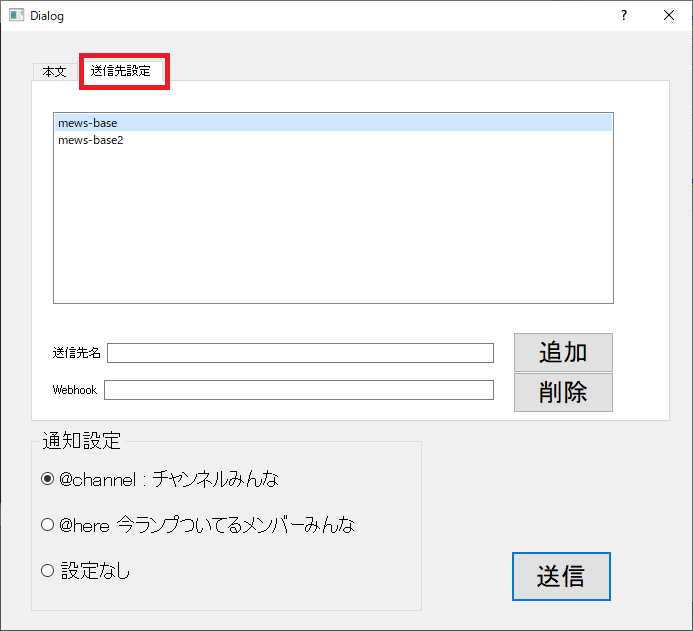 Dialog
本文 送信先設定
mews-base
mews-base2
送信先名
追加
Webhook
削除
通知設定
@channel : チャンネルみんな
@here 今ランプついてるメンバーみんな
設定なし
送信